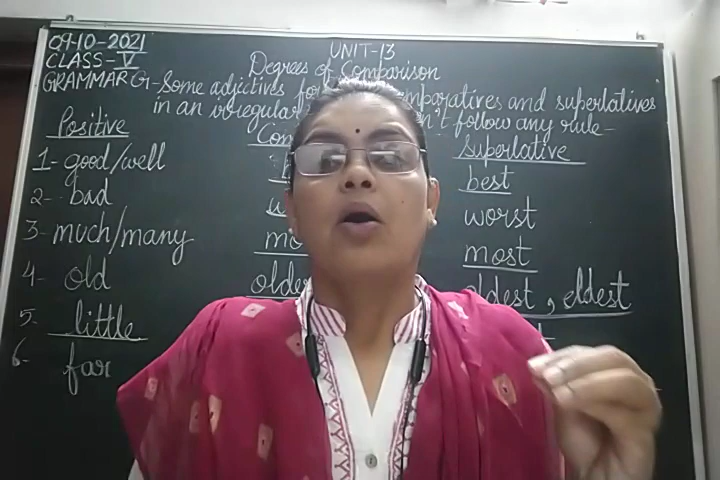 09-10-2021 UNIT-13
CLASS-V Degrees of Comparison
GRAMMAR G-Some adjectives comparatives and superlatives
in an irregular follow any rule-
Positive Superlative
1- good/well best
2- bad worst
3- much/many most
4- old oldest, eldest
5- little
6- far